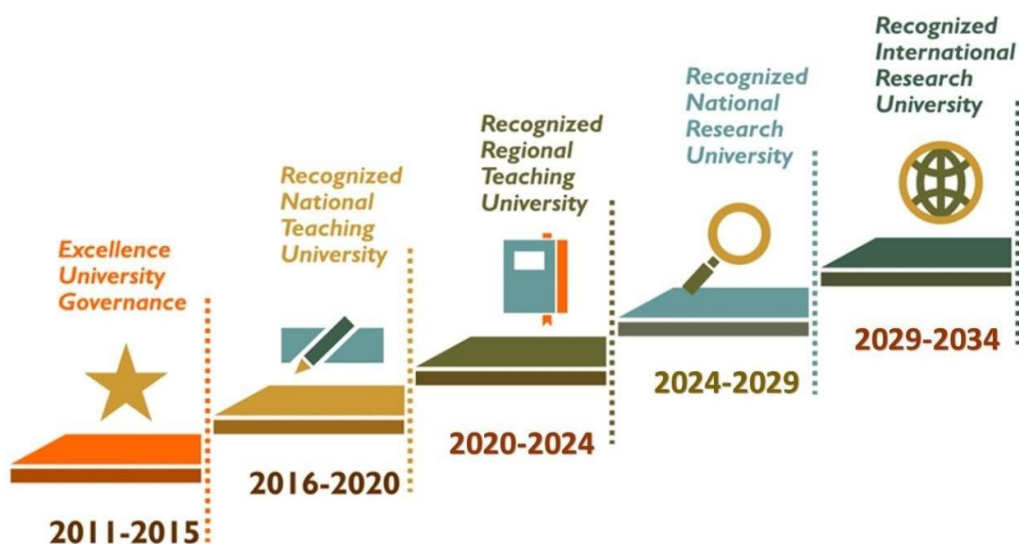 Excellence
University
Governance
2011-2015
Recognized
National
Teaching
University
2016-2020
Recognized
Regional
Teaching
University
2020-2024
Recognized
National
Research
University
2024-2029
Recognized
International
Research
University
2029-2034